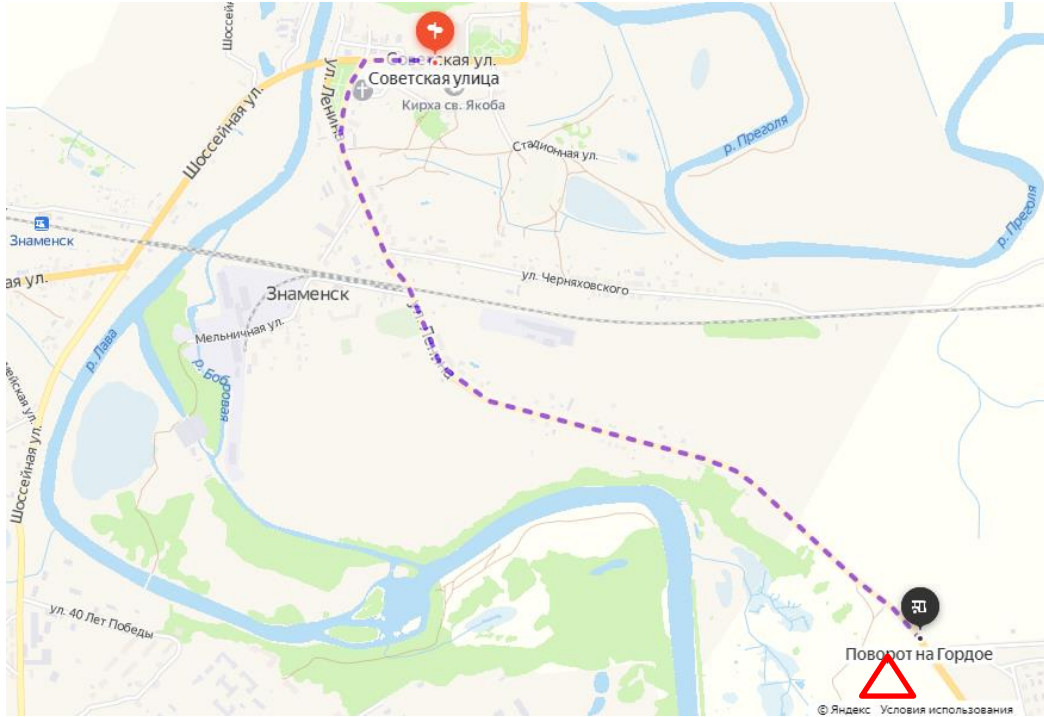 Шоссейн
Советская ул.
Советская улица
ул. Ленина
Кирха св. Якоба
Шоссейная ул.
Стадионная ул.
р. Преголя
р. Преголя
Знаменск
ая ул.
ул. Черняховского
Знаменск
ул. Ленина
Мельничная ул.
р. Лава
р. Бобровая
мейская ул.
Шоссейная ул.
ул. 40 Лет Победы
Поворот на Гордое
© Яндекс Условия использования